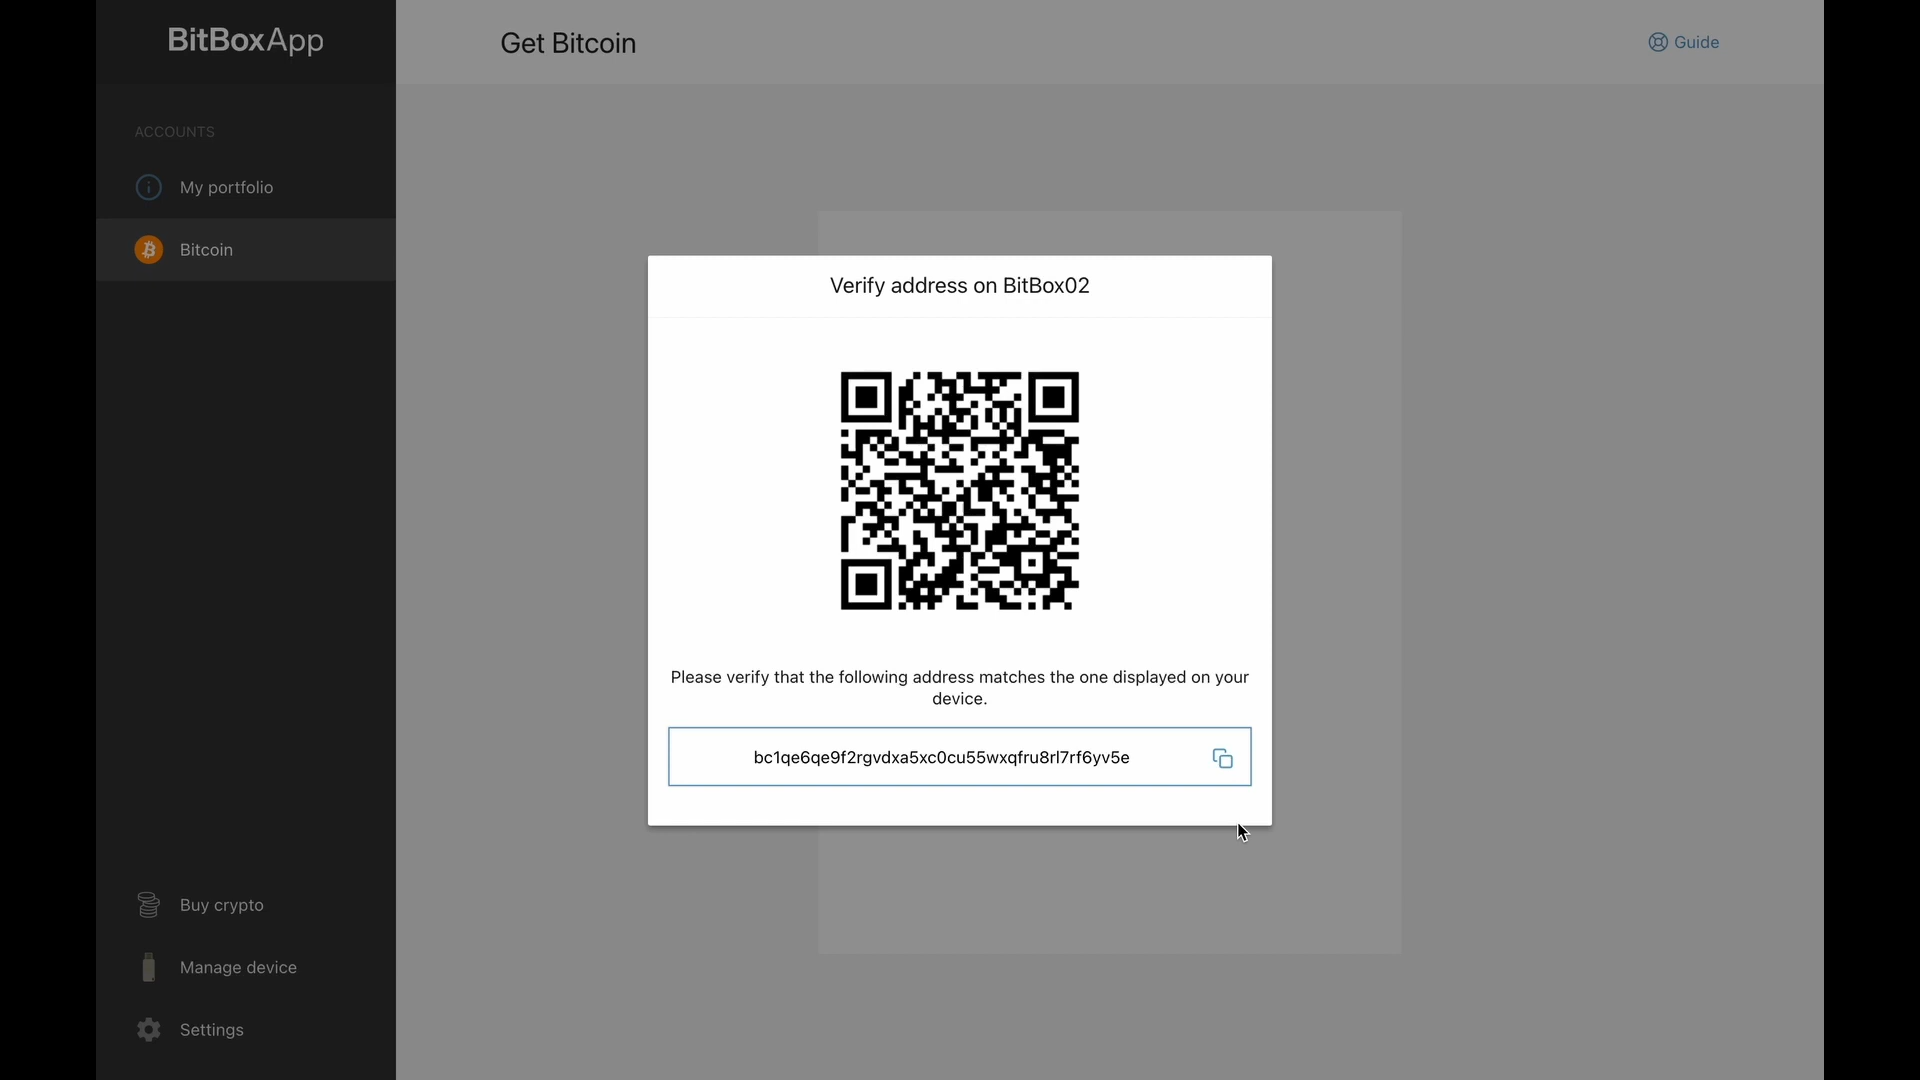 BitBoxApp
Get Bitcoin
Guide
ACCOUNTS
My portfolio
Bitcoin
Verify address on BitBox02
Please verify that the following address matches the one displayed on your
device.
bc1qe6qe9f2rgvdxa5xc0cu55wxqfru8rl7rf6yv5e
Buy crypto
Manage device
Settings